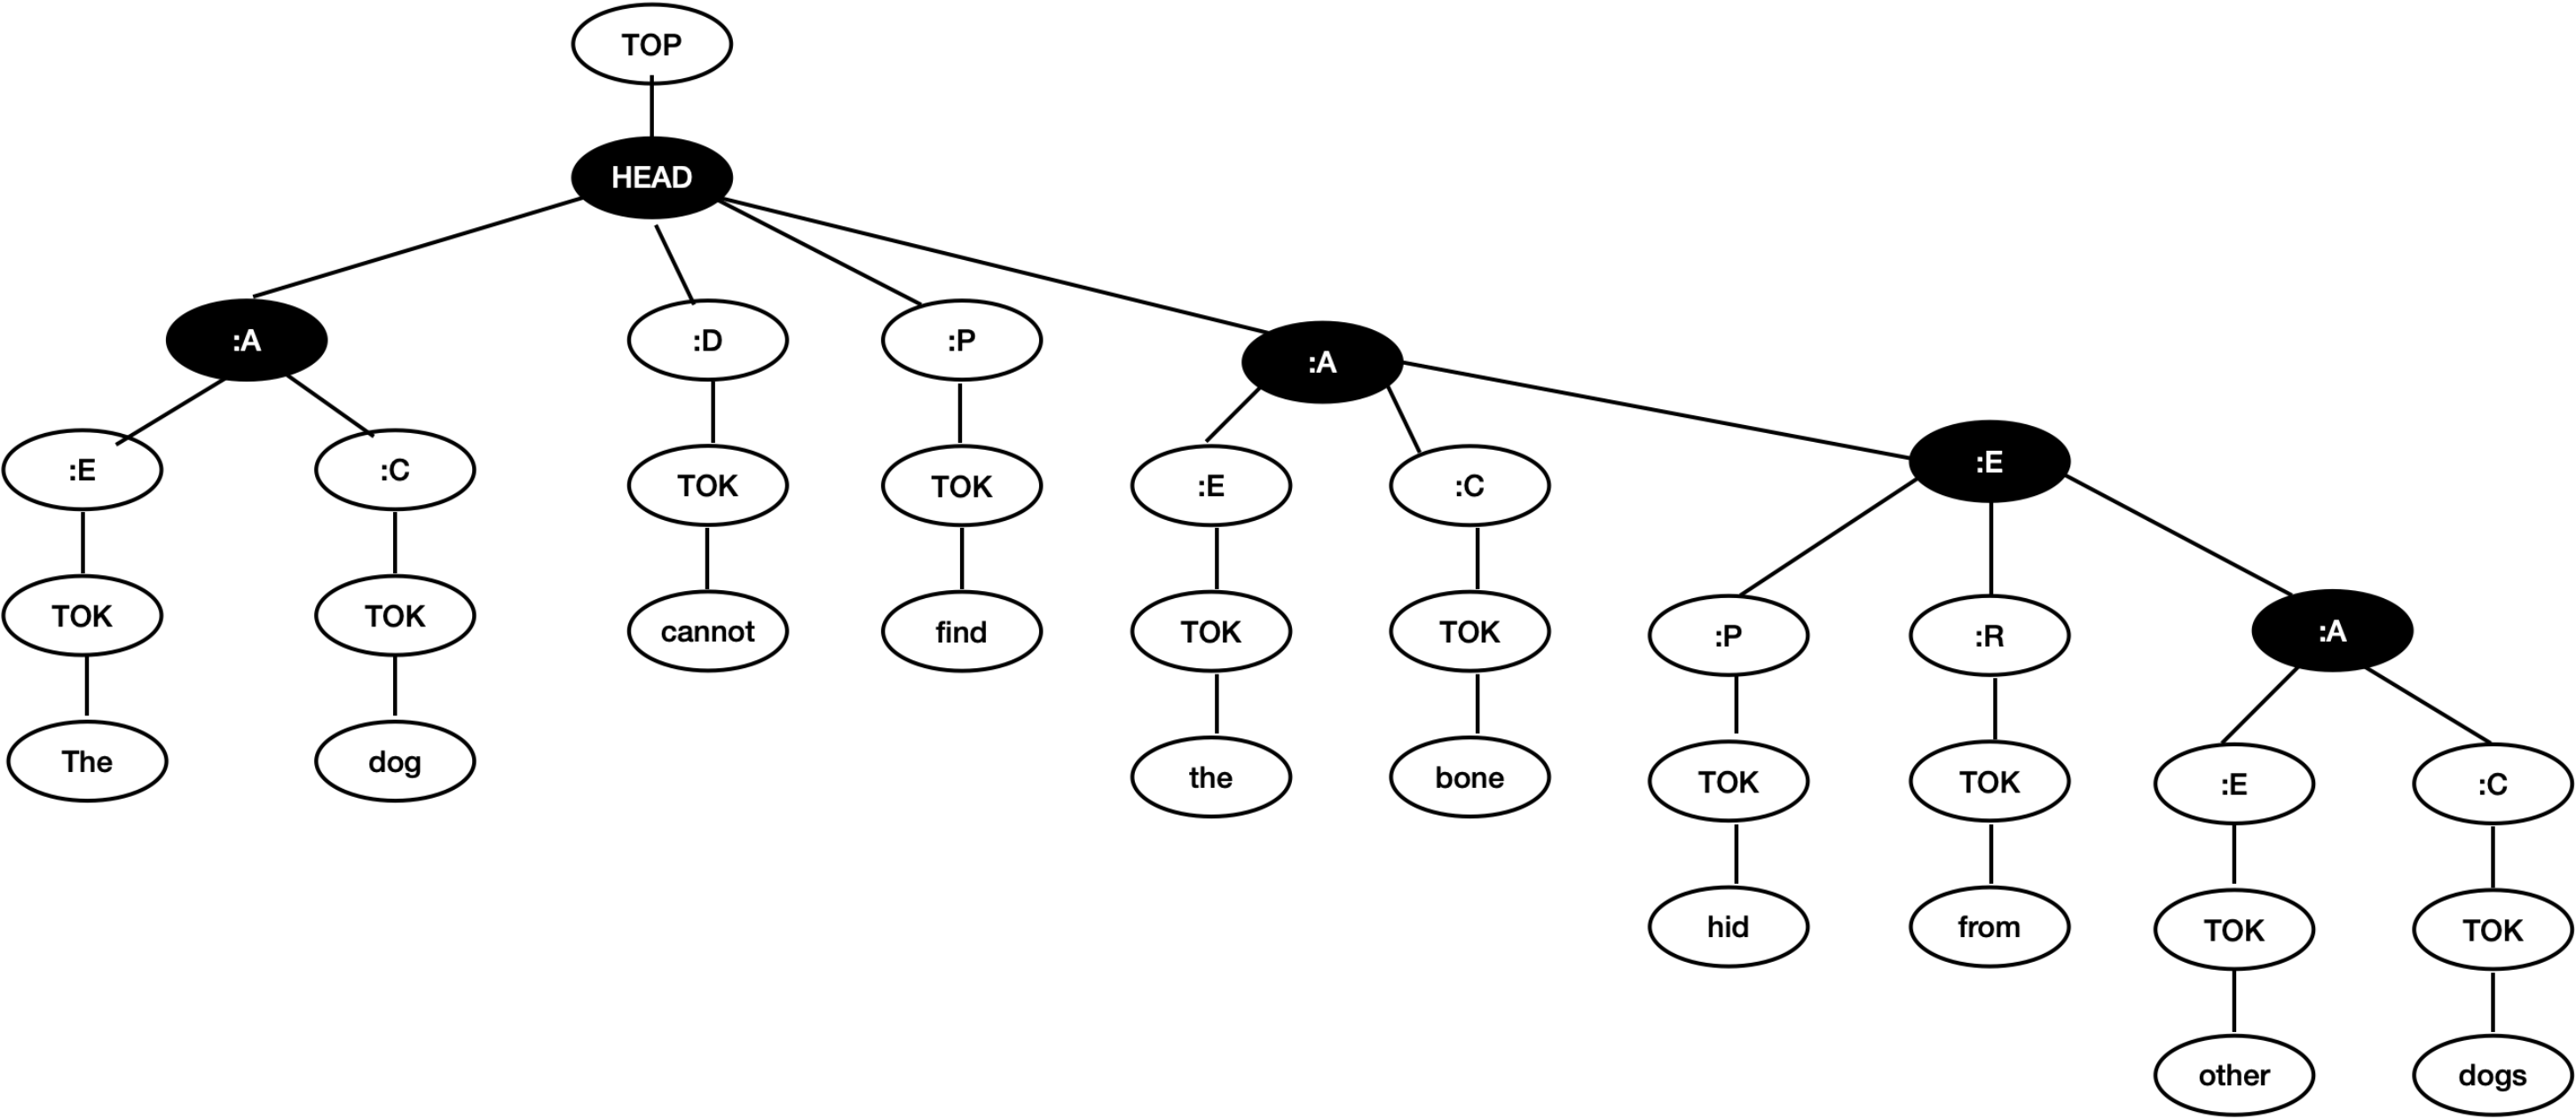 TOP
HEAD
:A
:D
:P
:A
:E
:E
:C
TOK
TOK
:E
:C
TOK
TOK
cannot
find
TOK
TOK
:P
:R
:A
The
dog
the
bone
TOK
TOK
:E
:C
hid
from
TOK
TOK
other
dogs